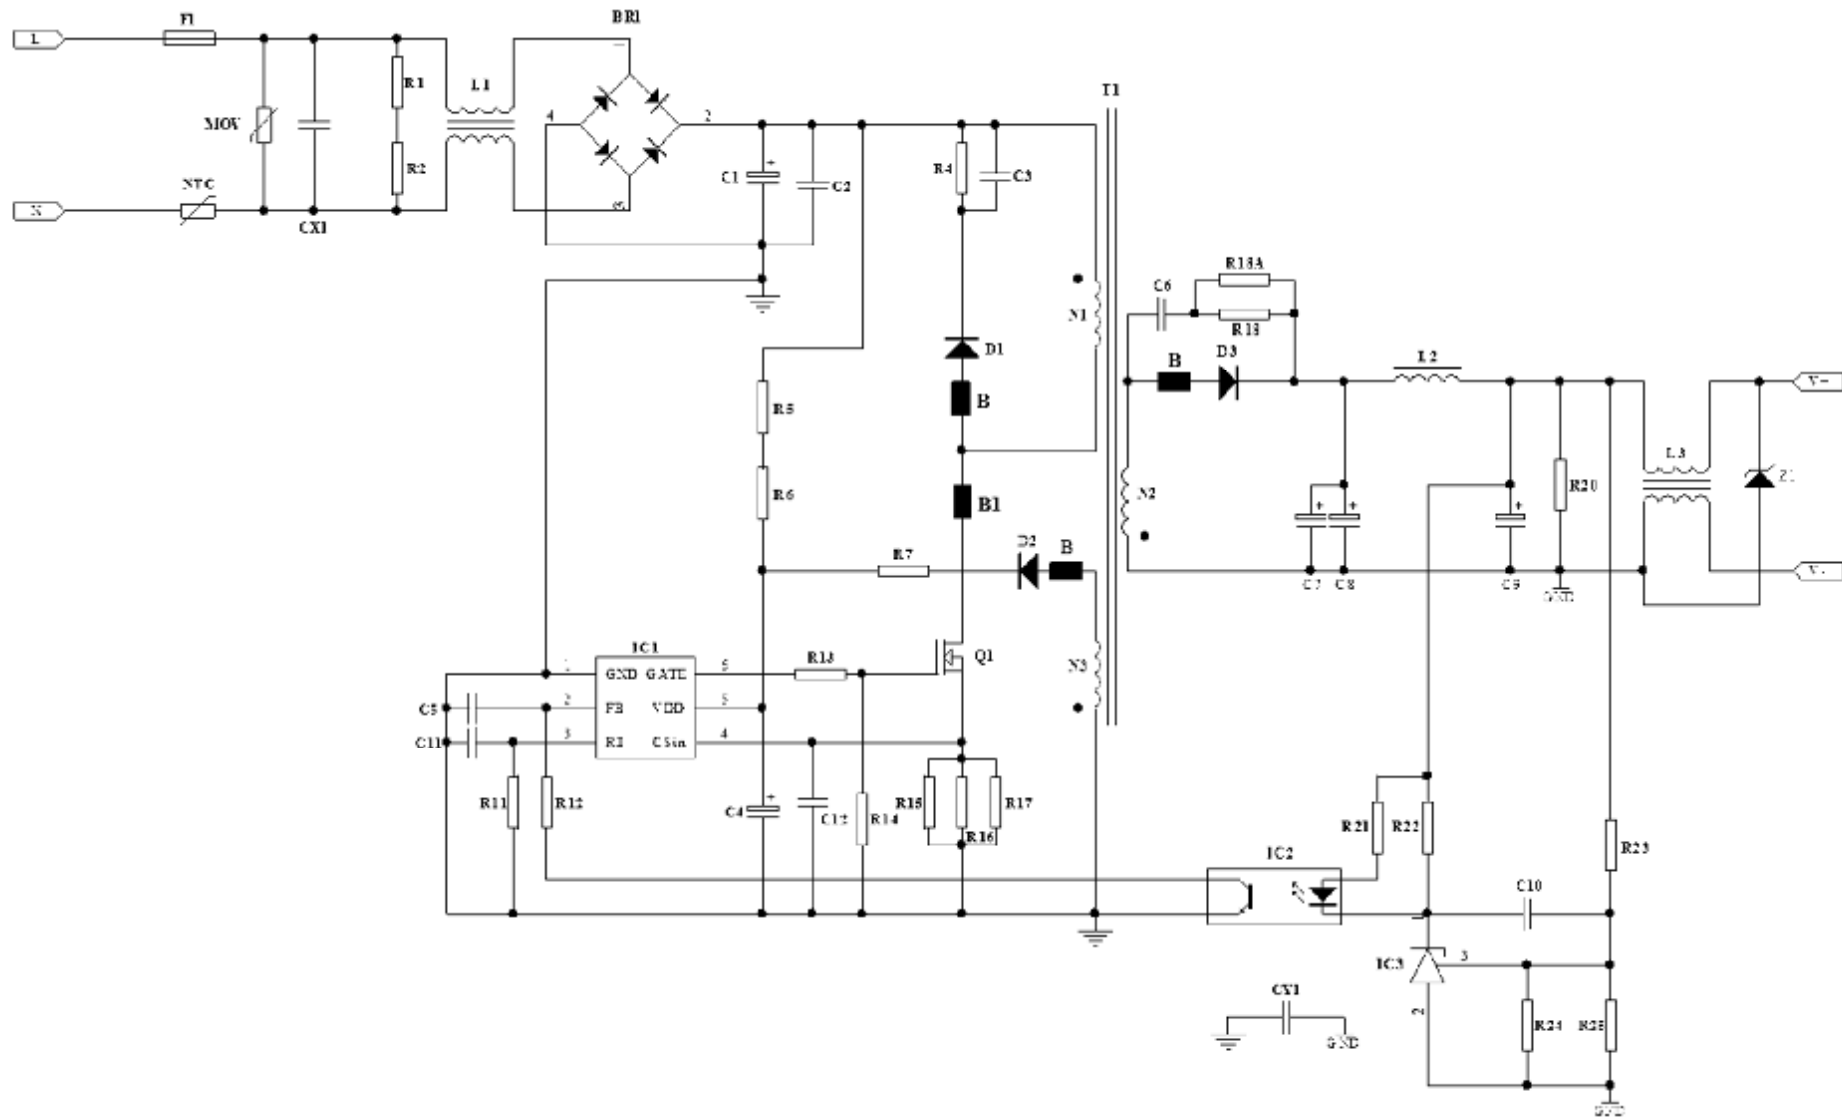 F1
BR1
L
R1
L1
T1
MOV
4
2
R2
C1
C2
R4
C3
NTC
N
CX1
R18A
C6
N1
R18
D1
B
D3
L2
B
R5
V+
L3
R6
N2
R20
Z1
B1
D2
B
R7
C7
C8
C9
GND
V-
IC1
R13
Q1
N3
1
GND
GATE
C5
2
FB
VDD
5
C11
3
RI
CSin
4
R11
R12
C4
C12
R14
R15
R16
R17
R21
R22
IC2
R23
C10
IC3
3
CY1
2
R24
R25
GND
GND